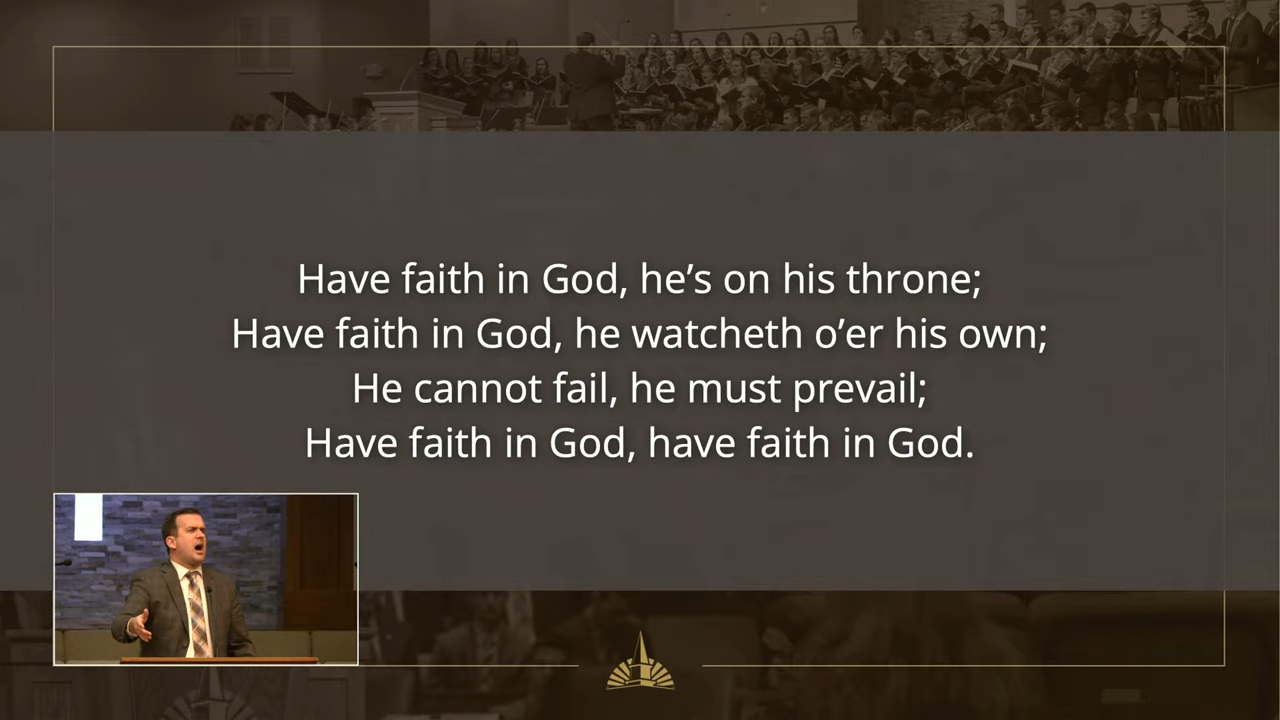 Have faith in God, he’s on his throne;
Have faith in God, he watcheth o’er his own;
He cannot fail, he must prevail;
Have faith in God, have faith in God.